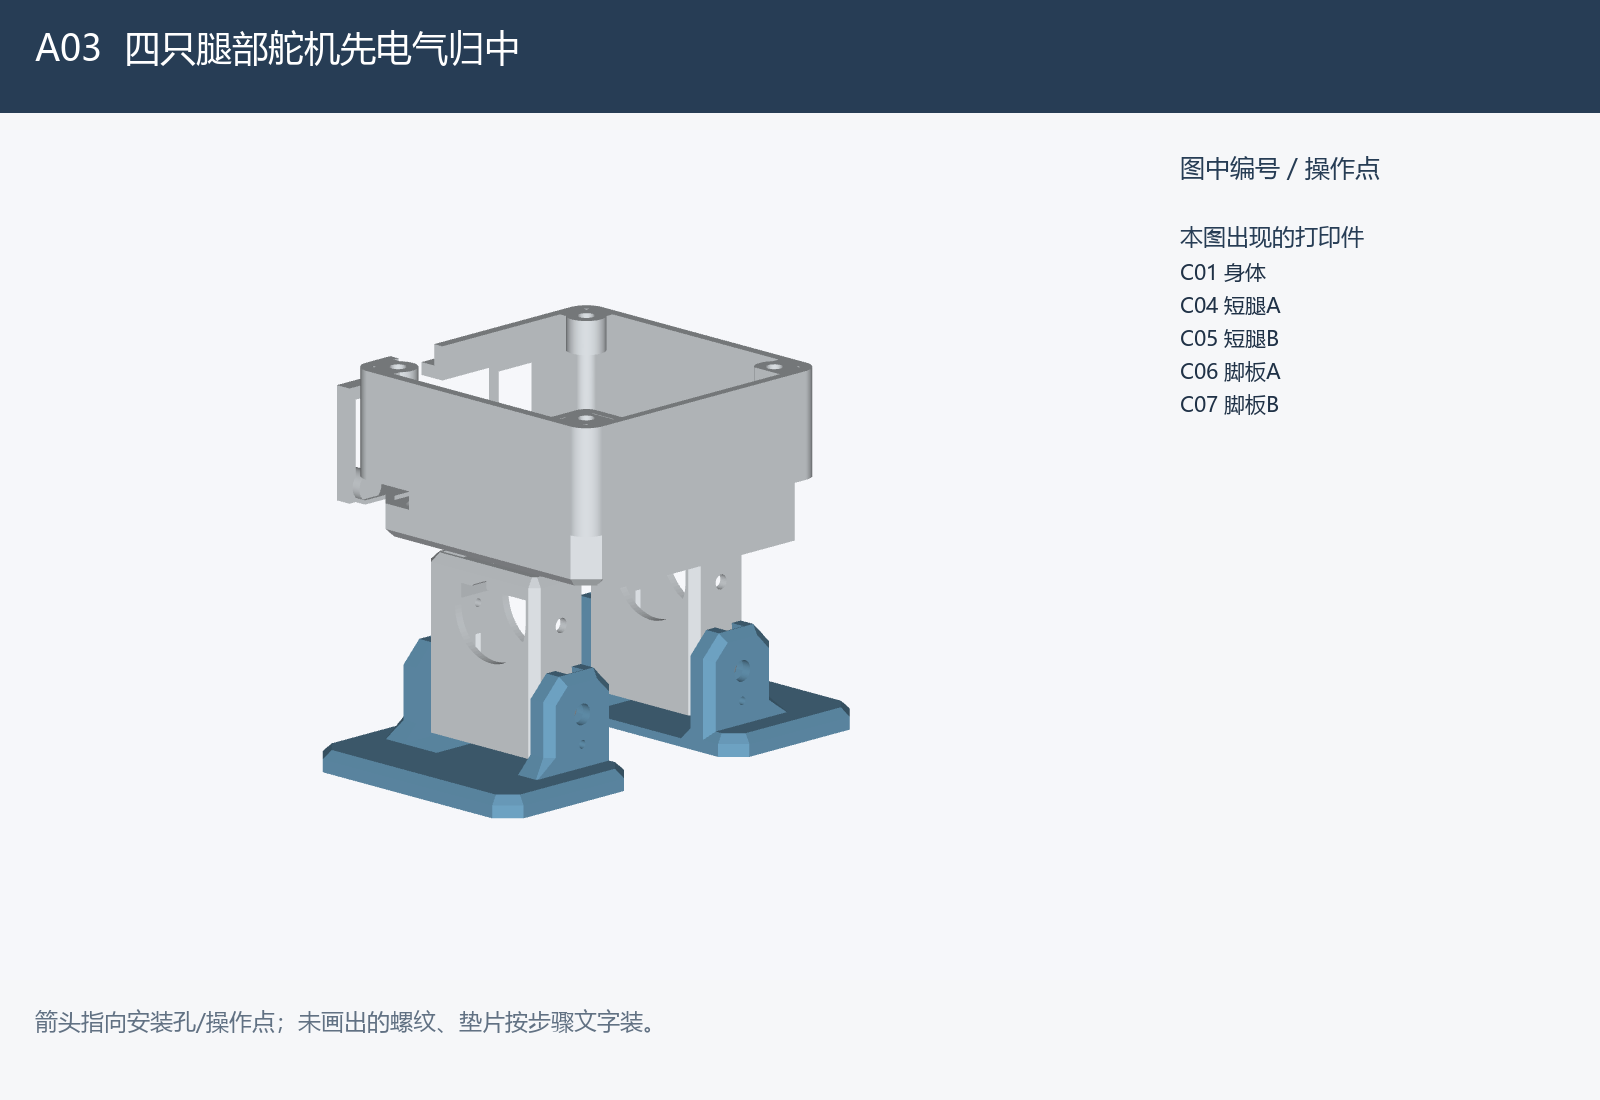 A03 四只腿部舵机先电气归中
图中编号 / 操作点
本图出现的打印件
C01 身体
C04 短腿A
C05 短腿B
C06 脚板A
C07 脚板B
箭头指向安装孔/操作点；未画出的螺纹、垫片按步骤文字装。